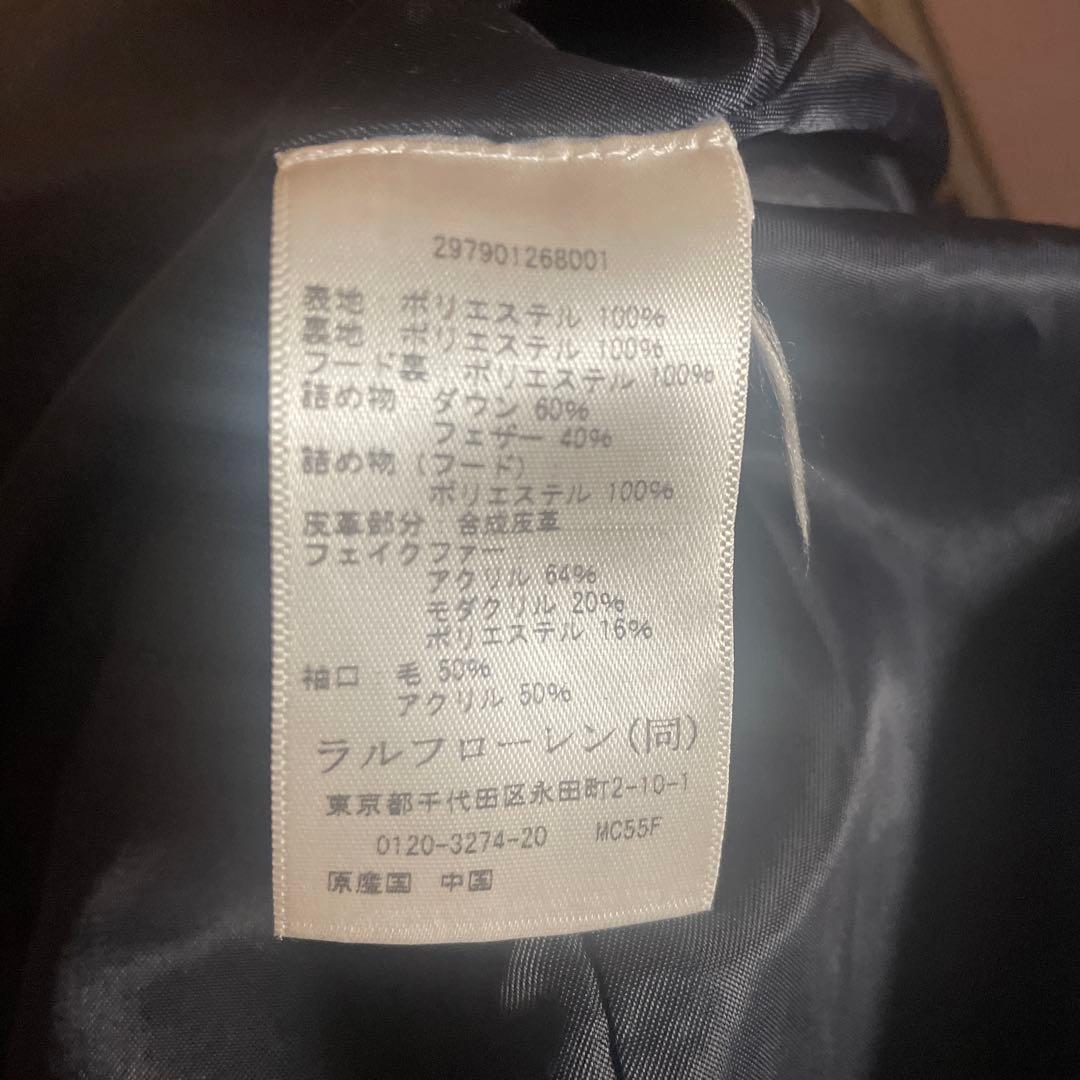 297901268001
表地 ポリエステル 100%
裏地 ポリエステル 100%
フード裏 ポリエステル 100%
詰め物 ダウン 60%
フェザー 40%
詰め物 (フード)
ポリエステル 100%
皮革部分 合成皮革
フェイクファー
アクリル 64%
モダクリル 20%
ポリエステル 16%
袖口 毛 50%
アクリル 50%
ラルフローレン(同)
東京都千代田区永田町2-10-1
0120-3274-20 MC55F
原産国 中国